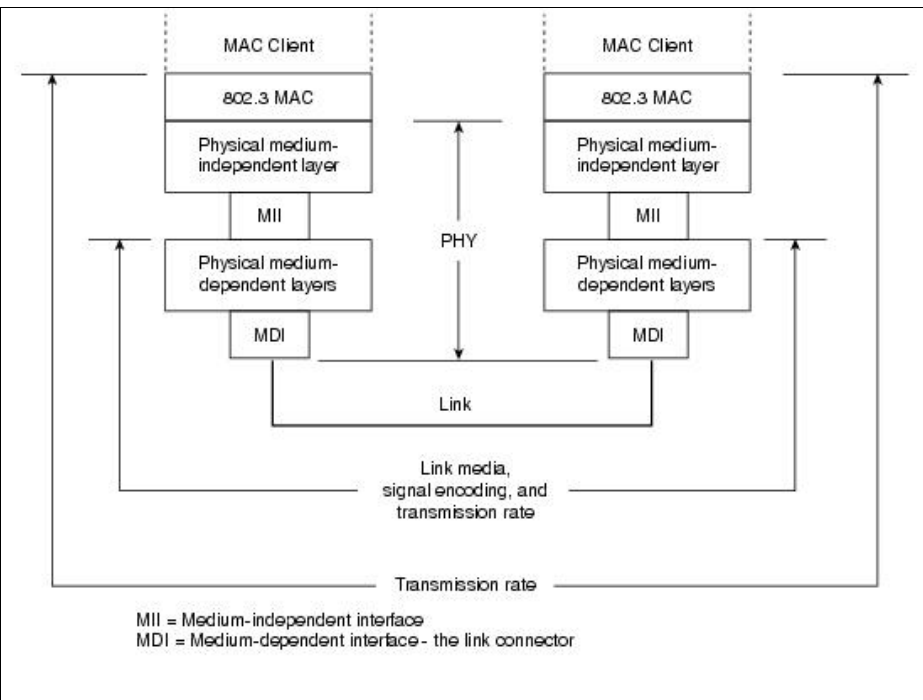 MAC Client
MAC Client
802.3 MAC
802.3 MAC
Physical medium-
independent layer
Physical medium-
independent layer
MII
MII
PHY
Physical medium-
dependent layers
Physical medium-
dependent layers
MDI
MDI
Link
Link media,
signal encoding, and
transmission rate
Transmission rate
MII = Medium-independent interface
MDI = Medium-dependent interface - the link connector